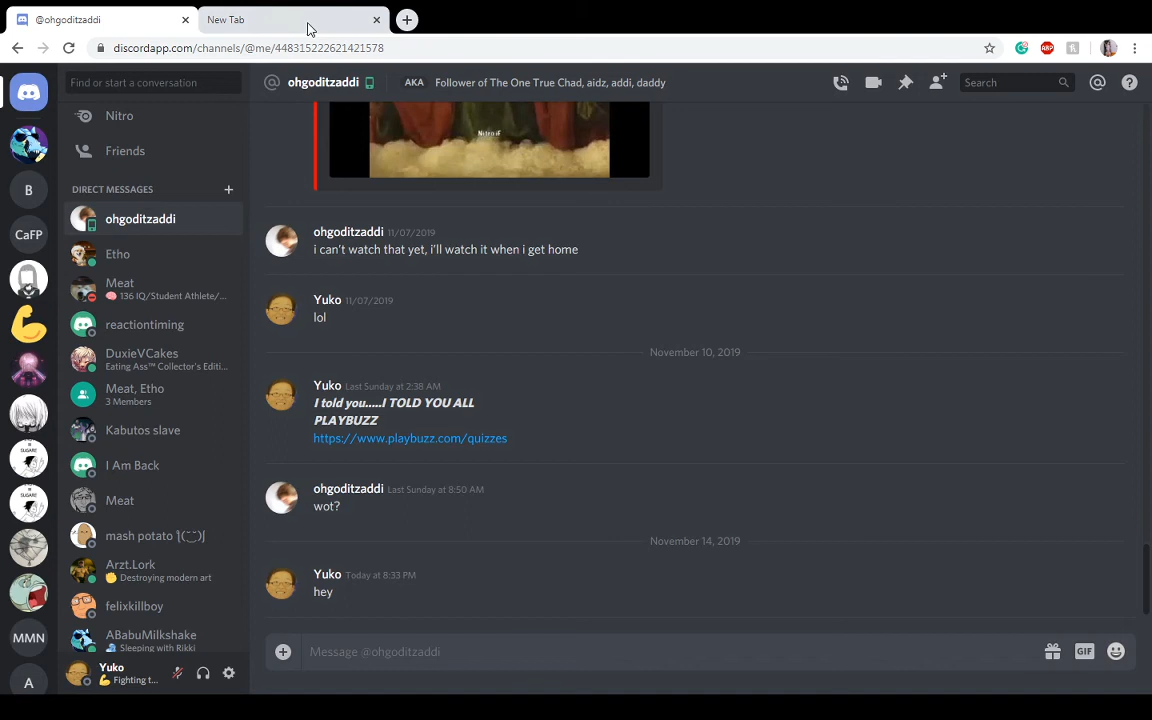 @ohgoditzaddi
New Tab
discordapp.com/channels/@me/448315222621421578
ABP
Find or start a conversation
ohgoditzaddi
AKA Follower of The One True Chad, aidz, addi, daddy
Search
Nitro
Friends
DIRECT MESSAGES
ohgoditzaddi
Etho
Meat
136 IQ/Student Athlete/...
reactiontiming
DuxieVCakes
Eating Ass™ Collector's Editi...
Meat, Etho
3 Members
Kabutos slave
I Am Back
Meat
mash potato
Arzt.Lork
Destroying modern art
felixkillboy
ABabuMilkshake
Sleeping with Rikki
Yuko
Fighting t...
B
CaFP
MMN
A
Nitro if
ohgoditzaddi 11/07/2019
i can't watch that yet, i'll watch it when i get home
Yuko 11/07/2019
lol
November 10, 2019
Yuko Last Sunday at 2:38 AM
I told you.....I TOLD YOU ALL
PLAYBUZZ
https://www.playbuzz.com/quizzes
ohgoditzaddi Last Sunday at 8:50 AM
wot?
November 14, 2019
Yuko Today at 8:33 PM
hey
Message @ohgoditzaddi
GIF